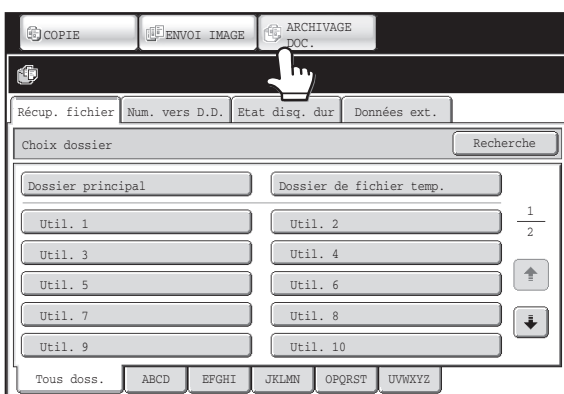 COPIE ENVOI IMAGE ARCHIVAGE
DOC.
Récup. fichier Num. vers D.D. Etat disq. dur Données ext.
Choix dossier Recherche
Dossier principal Dossier de fichier temp.
Util. 1 Util. 2
1
2
Util. 3 Util. 4
Util. 5 Util. 6
Util. 7 Util. 8
Util. 9 Util. 10
Tous doss. ABCD EFGHI JKLMN OPQRST UVWXYZ